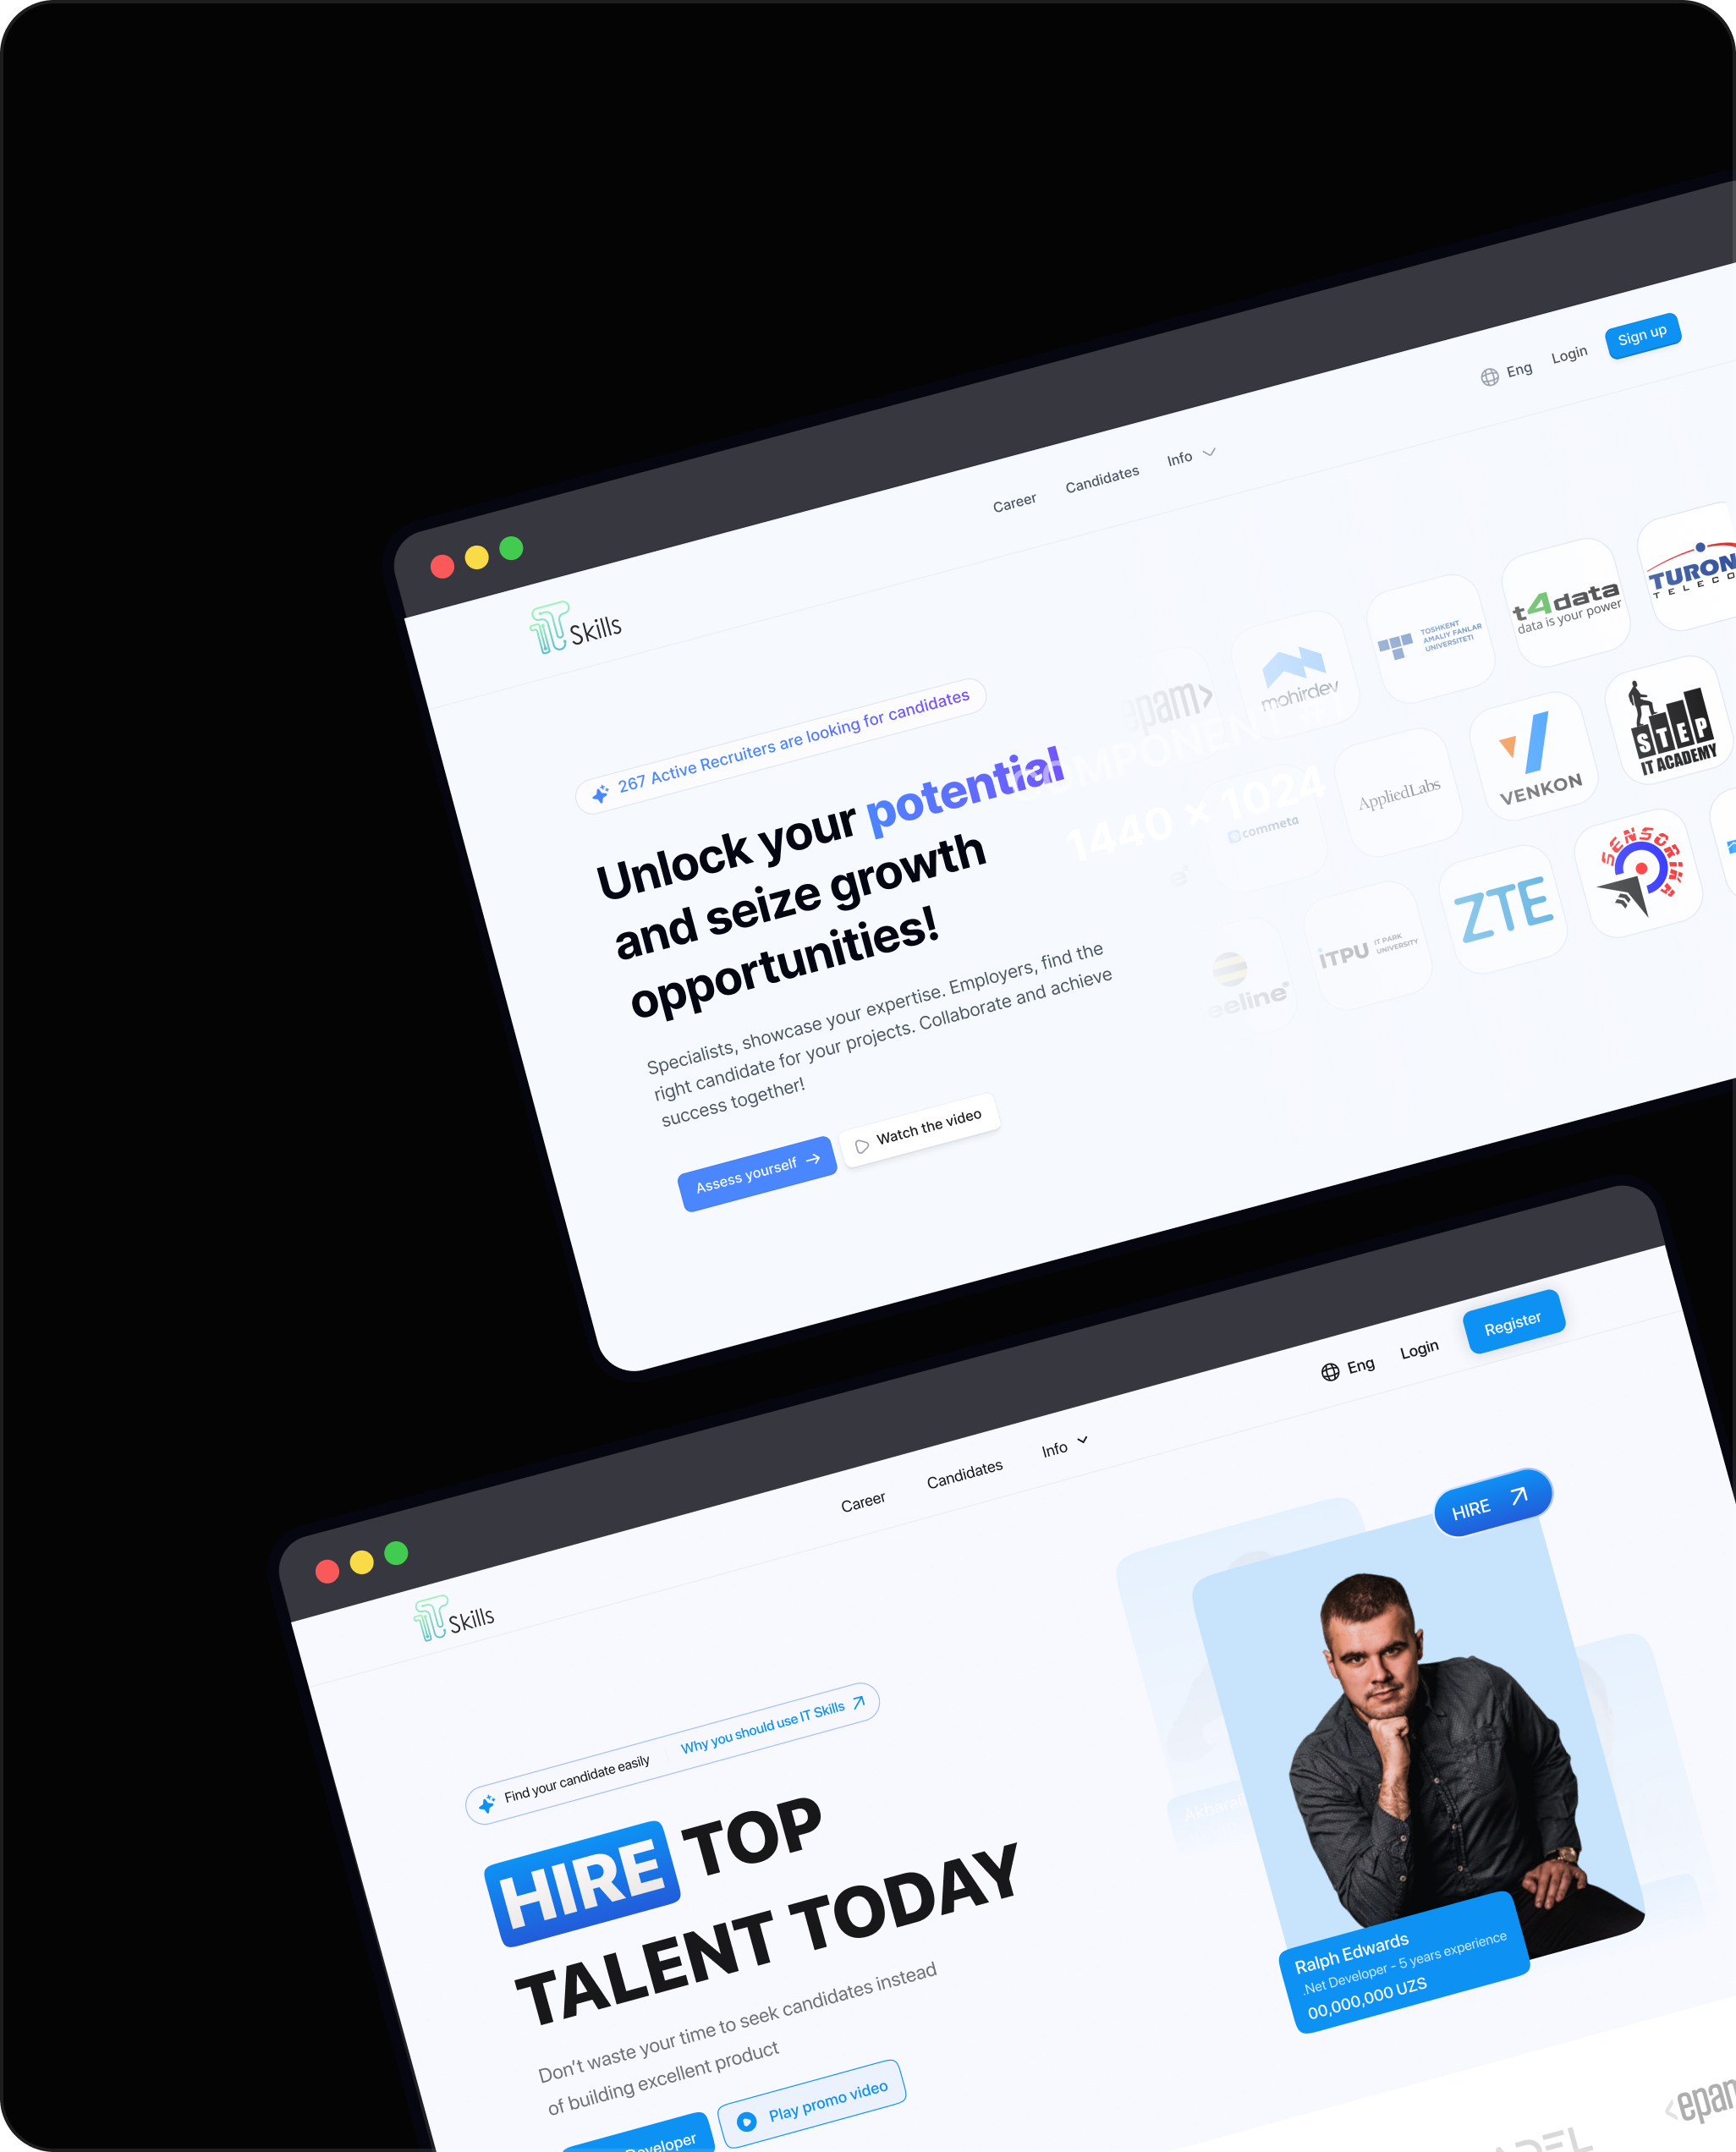 Career
Candidates
Info
Eng
Login
Sign up
iT Skills
267 Active Recruiters are looking for candidates
Unlock your potential
and seize growth
opportunities!
Specialists, showcase your expertise. Employers, find the
right candidate for your projects. Collaborate and achieve
success together!
Assess yourself
Watch the video
COMPONENT
1440 × 1024
epam>
mohirdev
TOSHKENT
AMALIY FANLAR
UNIVERSITETI
t4data
data is your power
TURON
TELECO
commeta
AppliedLabs
VENKON
STEP
IT ACADEMY
eeline
iTPU
IT PARK
UNIVERSITY
ZTE
SENSORIKA
Career
Candidates
Info
Eng
Login
Register
iT Skills
Find your candidate easily
Why you should use IT Skills
HIRE TOP
TALENT TODAY
Don't waste your time to seek candidates instead
of building excellent product
Developer
Play promo video
HIRE
Akbarali
Ralph Edwards
.Net Developer - 5 years experience
00,000,000 UZS
<epam
ADEL